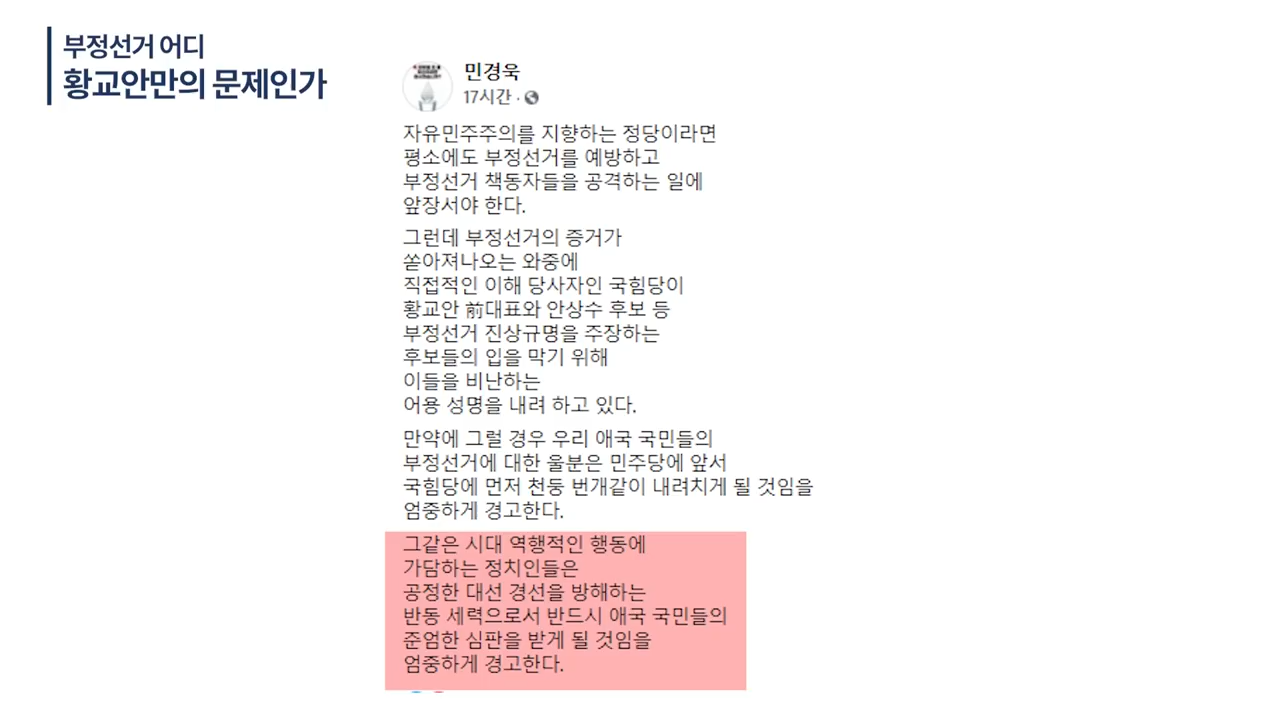 부정선거 어디
황교안만의 문제인가
민경욱
17시간 ·
자유민주주의를 지향하는 정당이라면
평소에도 부정선거를 예방하고
부정선거 책동자들을 공격하는 일에
앞장서야 한다.
그런데 부정선거의 증거가
쏟아져나오는 와중에
직접적인 이해 당사자인 국힘당이
황교안 前대표와 안상수 후보 등
부정선거 진상규명을 주장하는
후보들의 입을 막기 위해
이들을 비난하는
어용 성명을 내려 하고 있다.
만약에 그럴 경우 우리 애국 국민들의
부정선거에 대한 울분은 민주당에 앞서
국힘당에 먼저 천둥 번개같이 내려치게 될 것임을
엄중하게 경고한다.
그같은 시대 역행적인 행동에
가담하는 정치인들은
공정한 대선 경선을 방해하는
반동 세력으로서 반드시 애국 국민들의
준엄한 심판을 받게 될 것임을
엄중하게 경고한다.